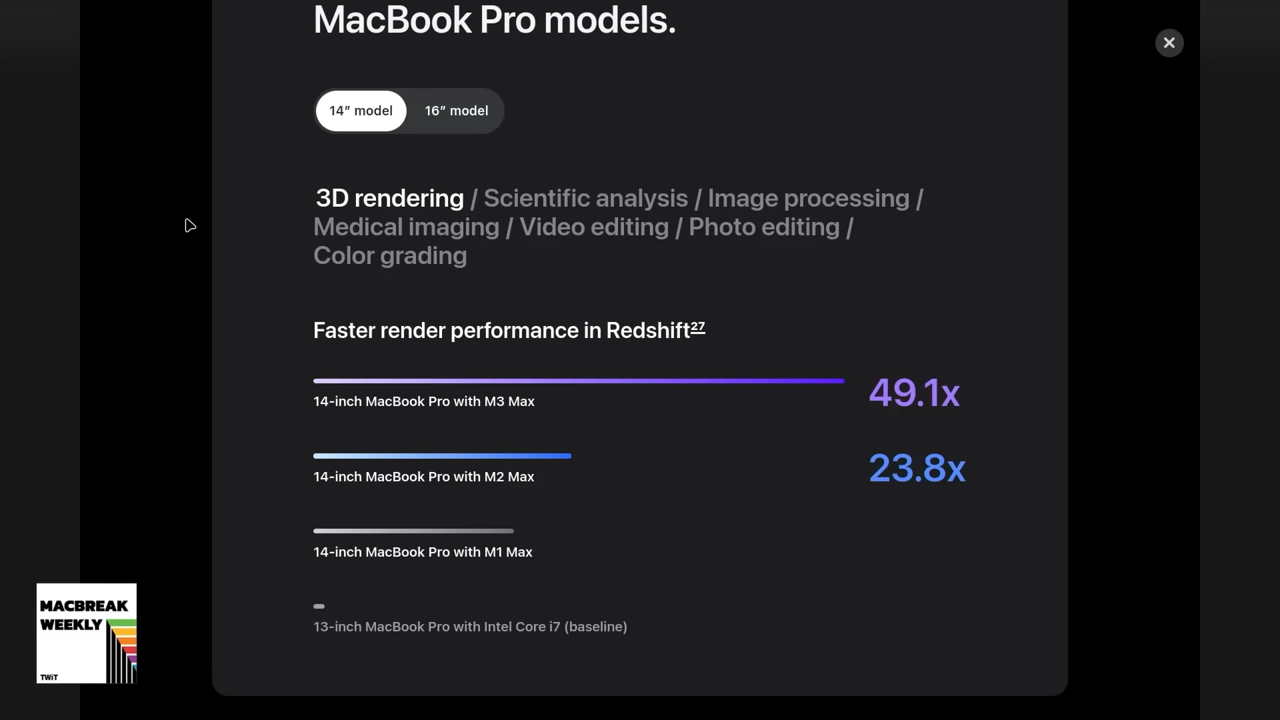 MacBook Pro models.
14” model
16” model
3D rendering / Scientific analysis / Image processing /
Medical imaging / Video editing / Photo editing /
Color grading
Faster render performance in Redshift27
49.1x
14-inch MacBook Pro with M3 Max
23.8x
14-inch MacBook Pro with M2 Max
14-inch MacBook Pro with M1 Max
13-inch MacBook Pro with Intel Core i7 (baseline)
MACBREAK
WEEKLY
TWiT